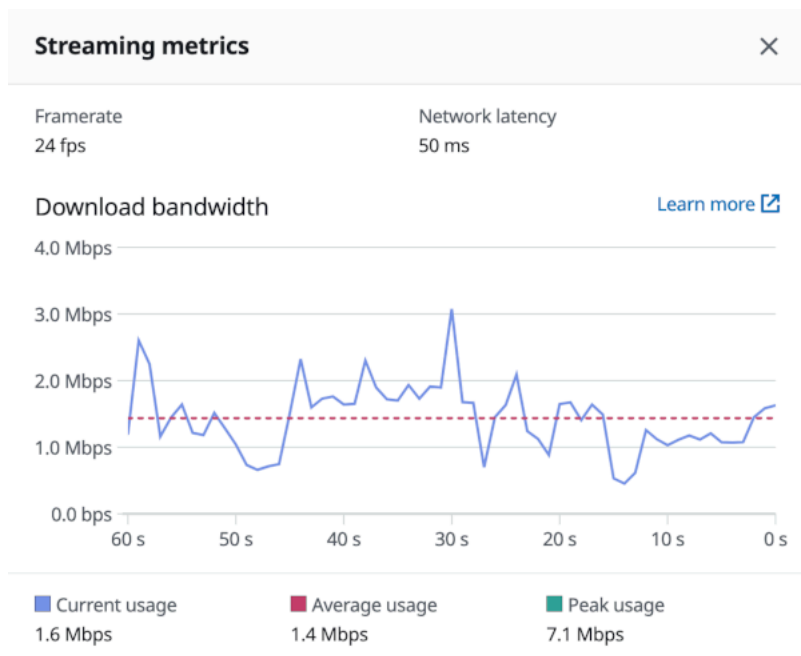 Streaming metrics
Framerate
Network latency
24 fps
50 ms
Download bandwidth
Learn more
4.0 Mbps
3.0 Mbps
2.0 Mbps
1.0 Mbps
0.0 bps
60 s
50 s
40 s
30 s
20 s
10 s
0 s
Current usage
Average usage
Peak usage
1.6 Mbps
1.4 Mbps
7.1 Mbps